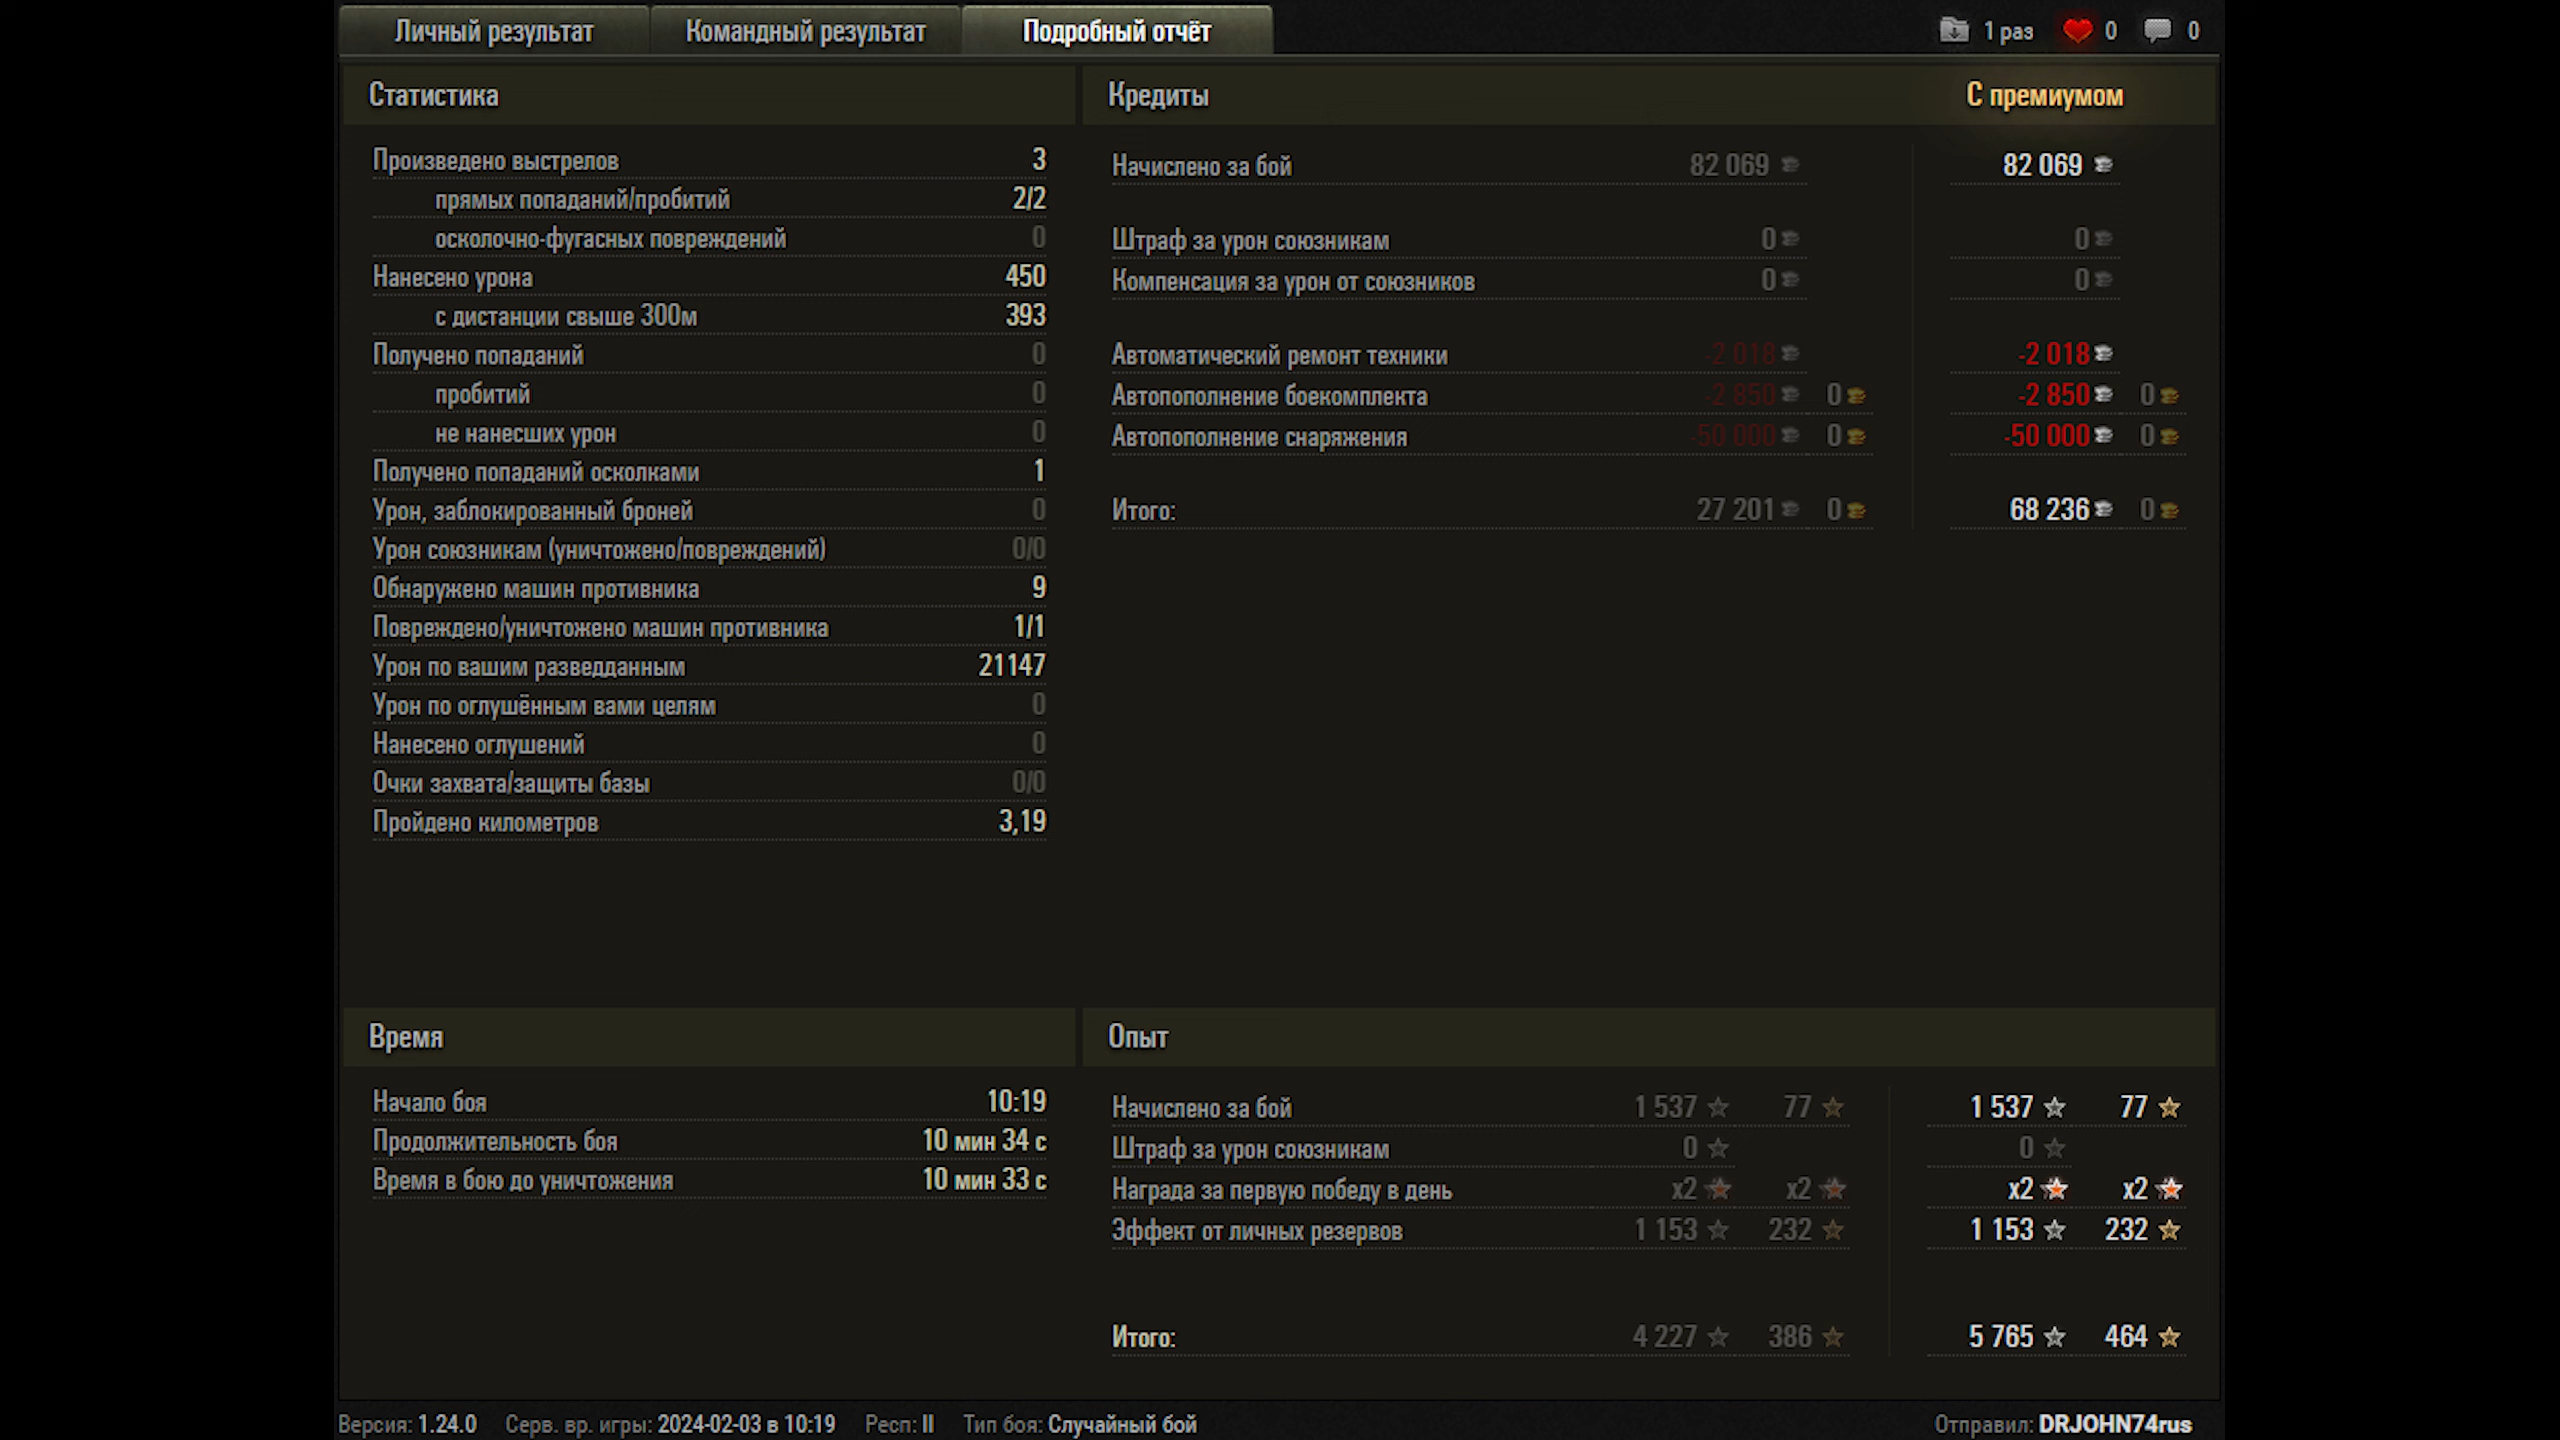 Личный результат Командный результат Подробный отчёт 1 раз 0 0
Статистика
Произведено выстрелов 3
прямых попаданий/пробитий 2/2
осколочно-фугасных повреждений 0
Нанесено урона 450
с дистанции свыше 300м 393
Получено попаданий 0
пробитий 0
не нанесших урон 0
Получено попаданий осколками 1
Урон, заблокированный броней 0
Урон союзникам (уничтожено/повреждений) 0/0
Обнаружено машин противника 9
Повреждено/уничтожено машин противника 1/1
Урон по вашим разведданным 21147
Урон по оглушённым вами целям 0
Нанесено оглушений 0
Очки захвата/защиты базы 0/0
Пройдено километров 3,19
Кредиты С премиумом
Начислено за бой 82 069 82 069
Штраф за урон союзникам 0 0
Компенсация за урон от союзников 0 0
Автоматический ремонт техники -2 018 -2 018
Автопополнение боекомплекта -2 850 0 -2 850 0
Автопополнение снаряжения -50 000 0 -50 000 0
Итого: 27 201 0 68 236 0
Время
Начало боя 10:19
Продолжительность боя 10 мин 34 с
Время в бою до уничтожения 10 мин 33 с
Опыт
Начислено за бой 1 537 77 1 537 77
Штраф за урон союзникам 0 0
Награда за первую победу в день x2 x2 x2 x2
Эффект от личных резервов 1 153 232 1 153 232
Итого: 4 227 386 5 765 464
Версия: 1.24.0 Серв. вр. игры: 2024-02-03 в 10:19 Респ: II Тип боя: Случайный бой Отправил: DRJOHN74rus